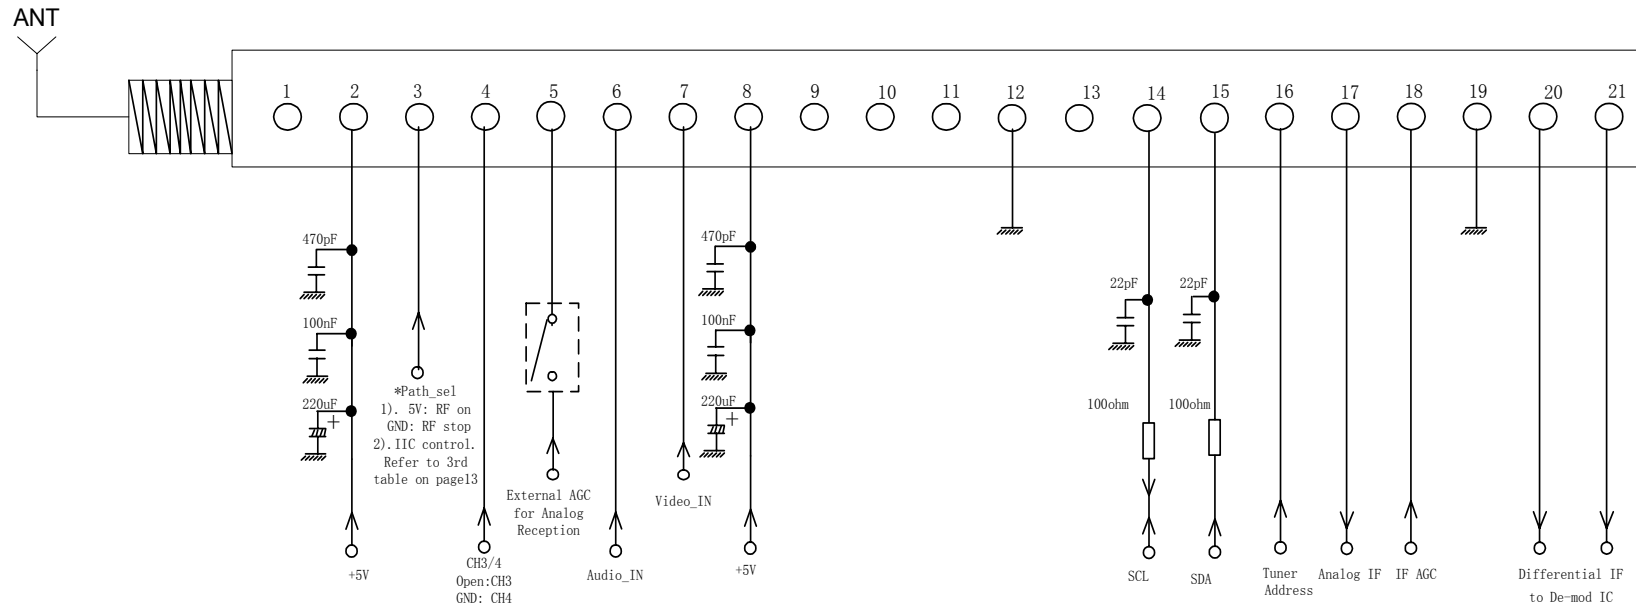 ANT
1 2 3 4 5 6 7 8 9 10 11 12 13 14 15 16 17 18 19 20 21
470pF
100nF
220uF
+
+5V
*Path_sel
1). 5V: RF on
GND: RF stop
2).IIC control.
Refer to 3rd
table on page13
CH3/4
Open:CH3
GND: CH4
External AGC
for Analog
Reception
Audio_IN
Video_IN
470pF
100nF
220uF
+
+5V
22pF
100ohm
SCL
22pF
100ohm
SDA
Tuner
Address
Analog IF
IF AGC
Differential IF
to De-mod IC